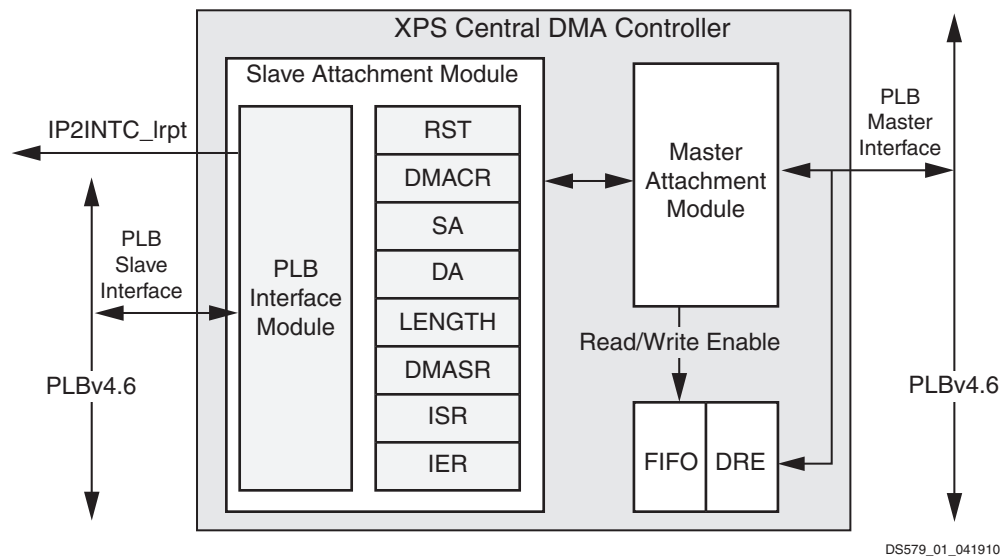 XPS Central DMA Controller
Slave Attachment Module
IP2INTC_Irpt
PLB
Slave
Interface
PLBv4.6
PLB
Interface
Module
RST
DMACR
SA
DA
LENGTH
DMASR
ISR
IER
Master
Attachment
Module
Read/Write Enable
FIFO
DRE
PLB
Master
Interface
PLBv4.6
DS579_01_041910